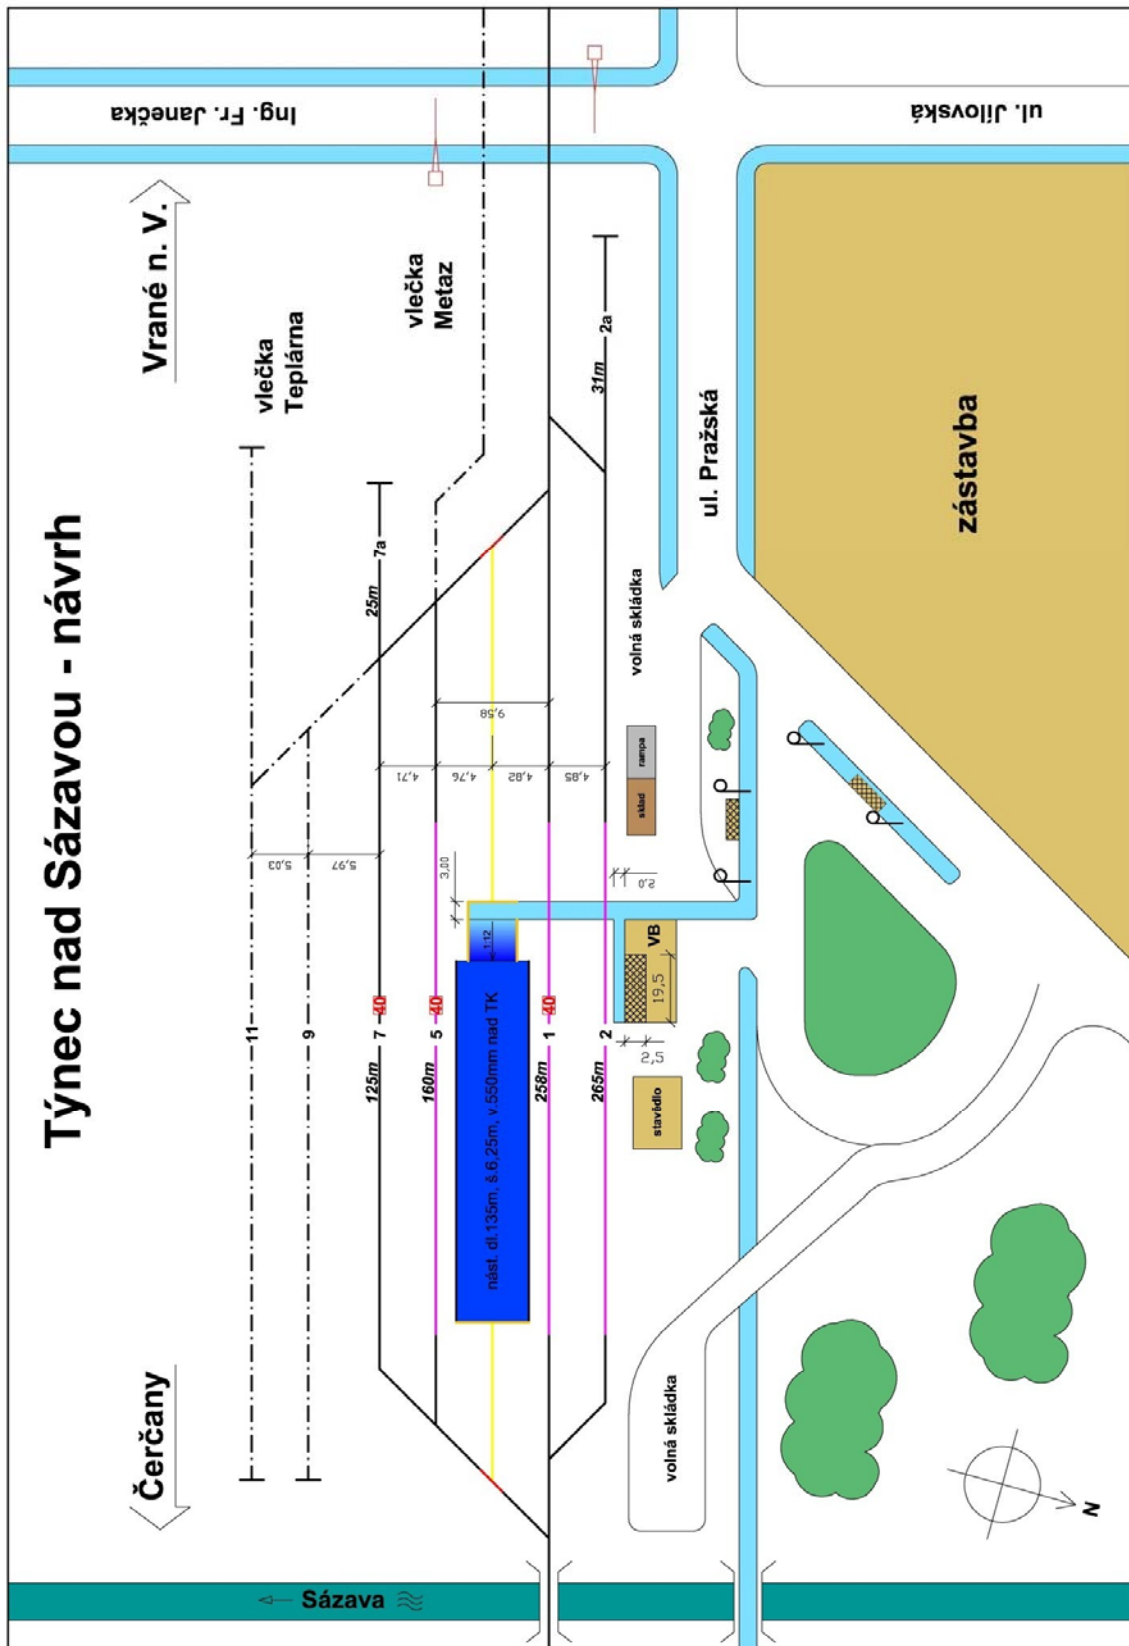 Týnec nad Sázavou - návrh
Čerčany
Vrané n. V.
Ing. Fr. Janečka
ul. Jílovská
vlečka
Teplárna
vlečka
Metaz
11
9
5,03
5,97
125m
7
40
25m
7a
160m
5
40
4,71
4,76
4,82
4,85
9,58
3,00
1:12
nást. dl.135m, š.6,25m, v.550mm nad TK
258m
1
40
265m
2
31m
2a
2,0
VB
19,5
5,5
stavědlo
sklad
rampa
volná skládka
volná skládka
ul. Pražská
zástavba
Sázava
N